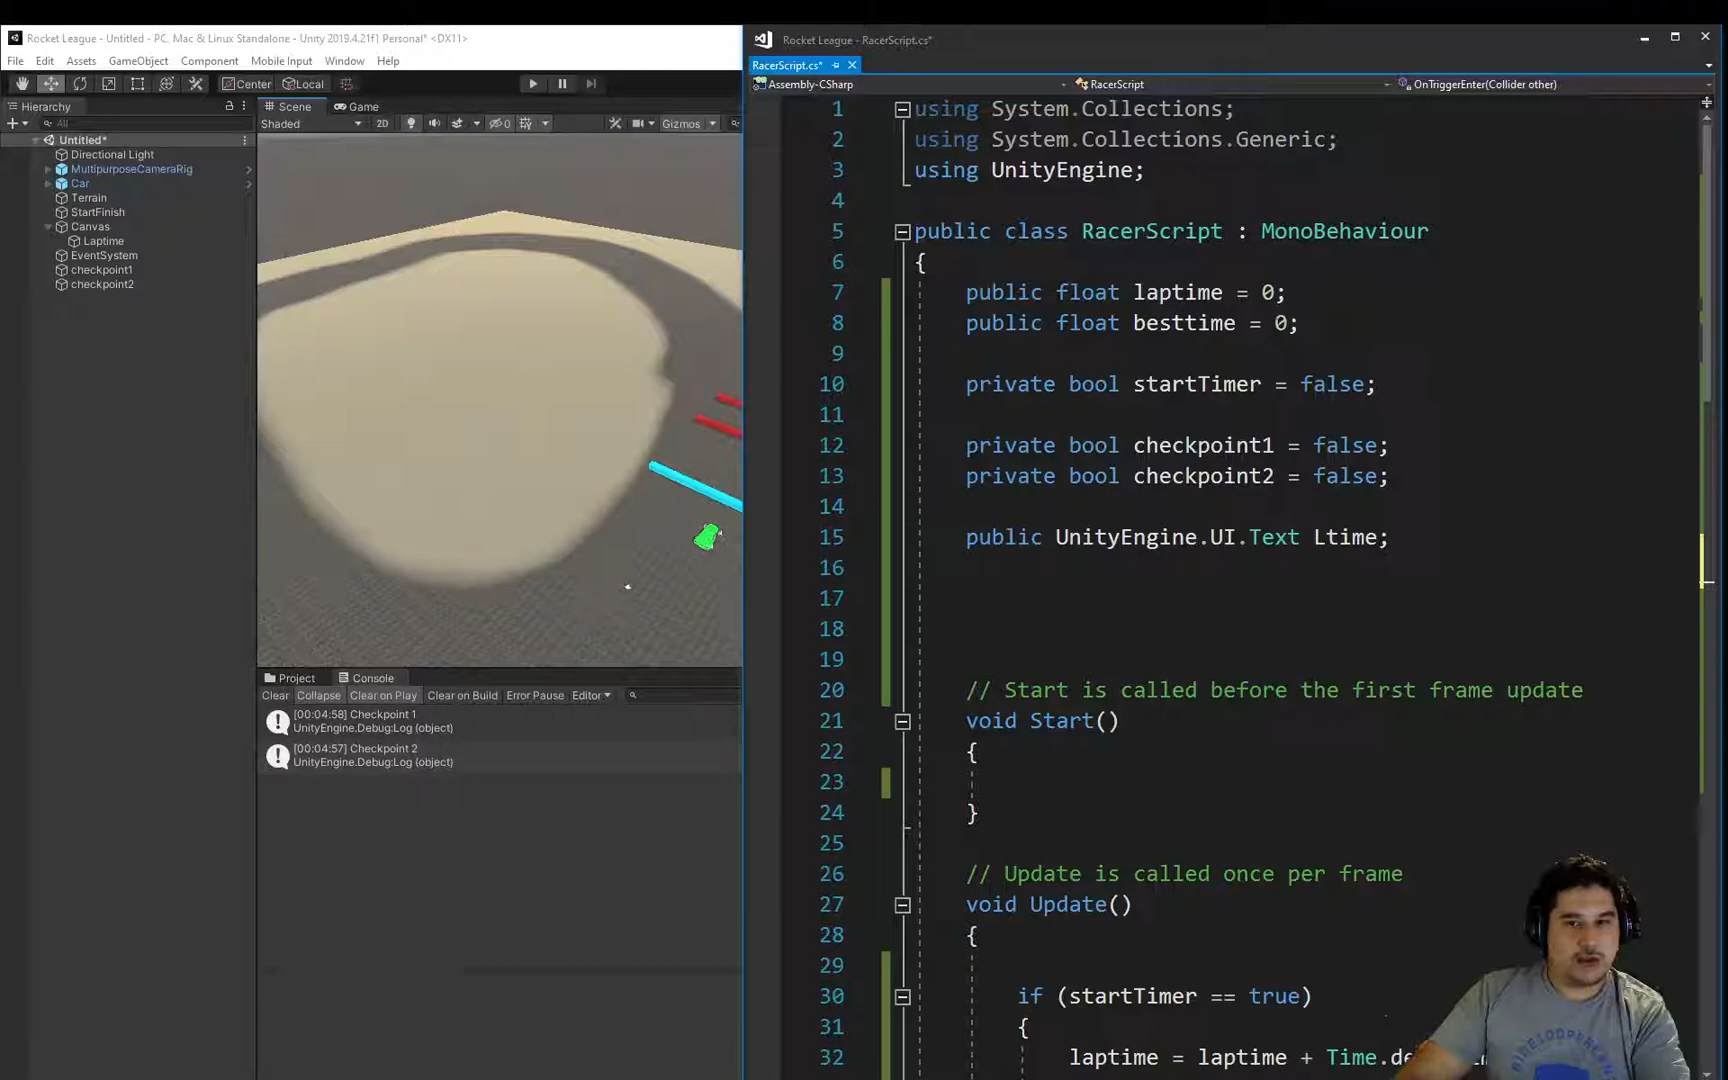 Rocket League - Untitled - PC, Mac & Linux Standalone - Unity 2019.4.21f1 Personal* <DX11>
File Edit Assets GameObject Component Mobile Input Window Help
Center Local
Hierarchy
All
Untitled*
Directional Light
MultipurposeCameraRig
Car
Terrain
StartFinish
Canvas
Laptime
EventSystem
checkpoint1
checkpoint2
Scene Game
Shaded 2D 0 Gizmos
Project Console
Clear Collapse Clear on Play Clear on Build Error Pause Editor
[00:04:58] Checkpoint 1
UnityEngine.Debug:Log (object)
[00:04:57] Checkpoint 2
UnityEngine.Debug:Log (object)
Rocket League - RacerScript.cs*
RacerScript.cs*
Assembly-CSharp RacerScript OnTriggerEnter(Collider other)
1 using System.Collections;
2 using System.Collections.Generic;
3 using UnityEngine;
4
5 public class RacerScript : MonoBehaviour
6 {
7 public float laptime = 0;
8 public float besttime = 0;
9
10 private bool startTimer = false;
11
12 private bool checkpoint1 = false;
13 private bool checkpoint2 = false;
14
15 public UnityEngine.UI.Text Ltime;
16
17
18
19
20 // Start is called before the first frame update
21 void Start()
22 {
23
24 }
25
26 // Update is called once per frame
27 void Update()
28 {
29
30 if (startTimer == true)
31 {
32 laptime = laptime + Time.de